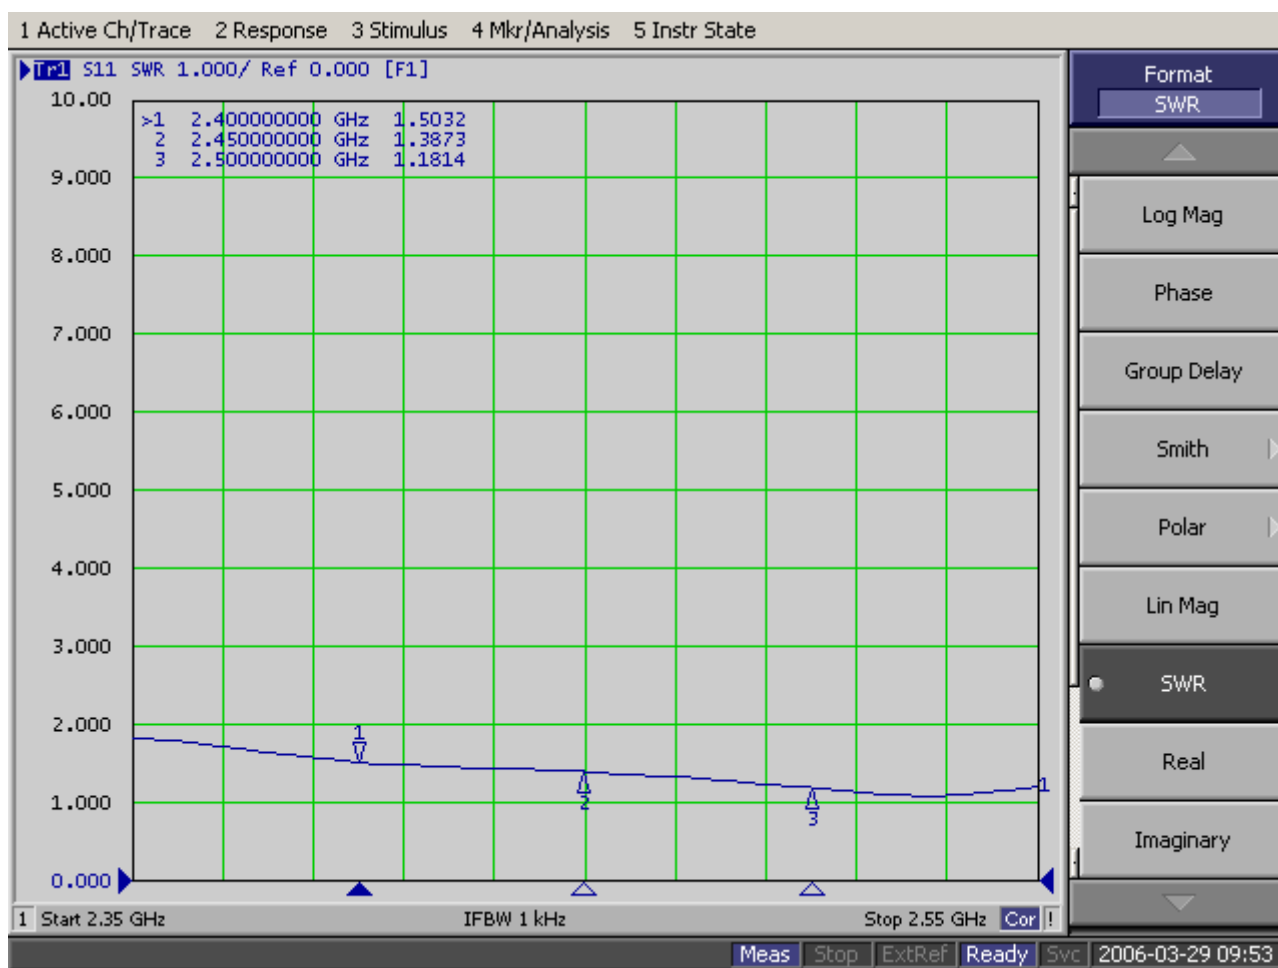 1 Active Ch/Trace 2 Response 3 Stimulus 4 Mkr/Analysis 5 Instr State
Tr1 S11 SWR 1.000/ Ref 0.000 [F1]
10.00
9.000
8.000
7.000
6.000
5.000
4.000
3.000
2.000
1.000
0.000
>1 2.400000000 GHz 1.5032
2 2.450000000 GHz 1.3873
3 2.500000000 GHz 1.1814
1
2
3
1
Format
SWR
Log Mag
Phase
Group Delay
Smith
Polar
Lin Mag
SWR
Real
Imaginary
1 Start 2.35 GHz IFBW 1 kHz Stop 2.55 GHz Cor !
Meas Stop ExtRef Ready Svc 2006-03-29 09:53